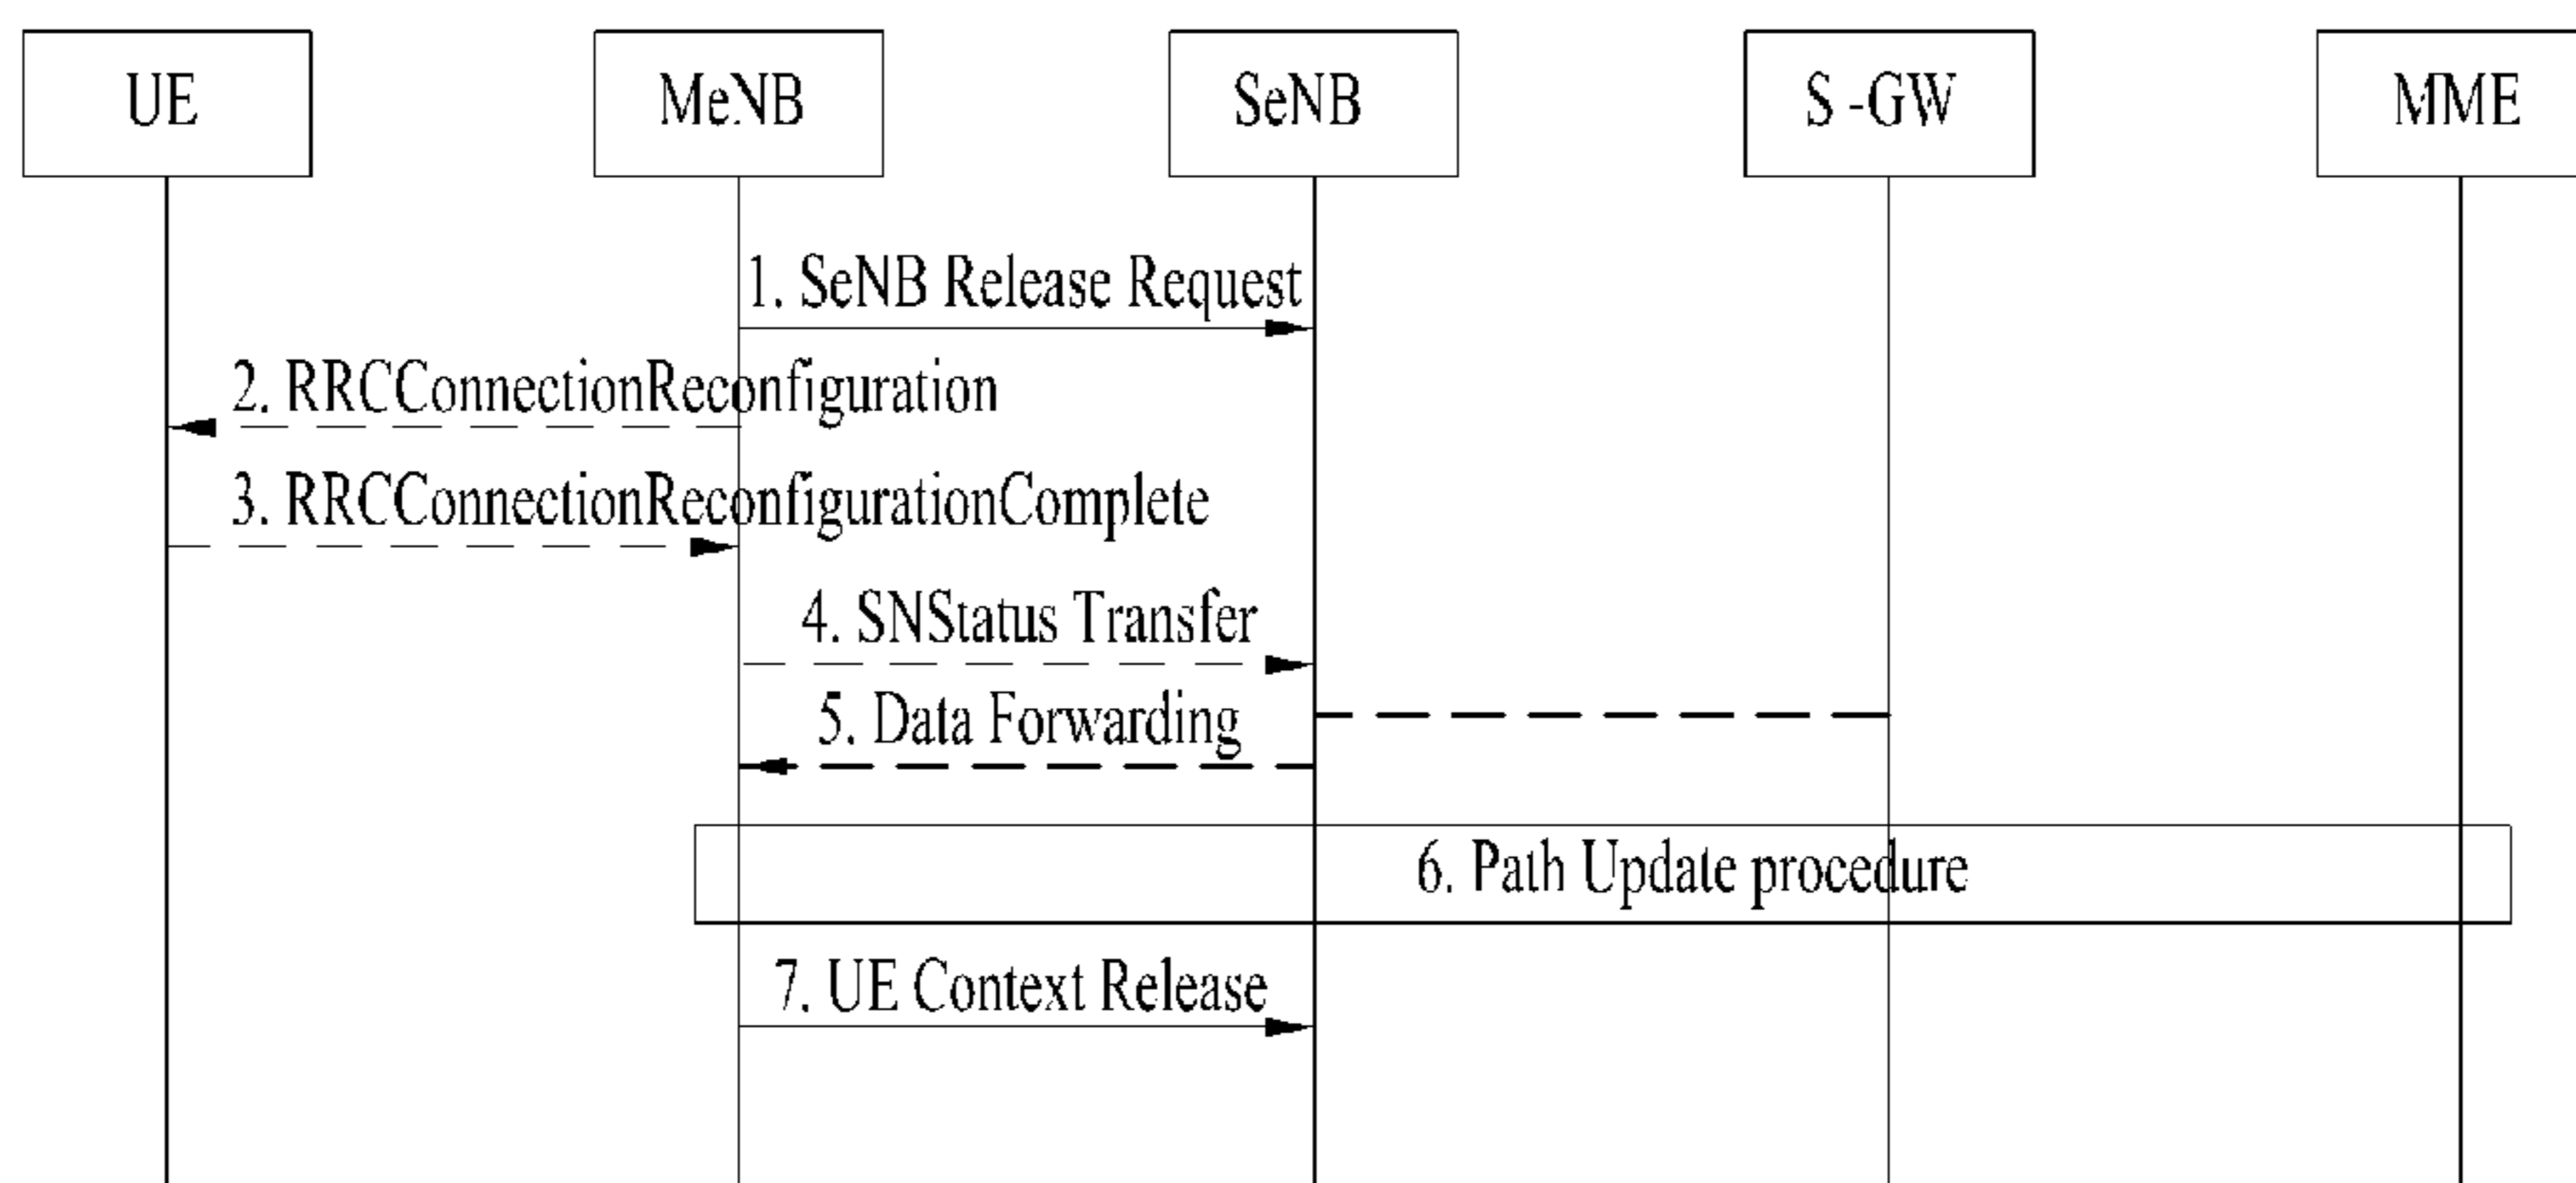 UE
MeNB
SeNB
S -GW
MME
1. SeNB Release Request
2. RRCConnectionReconfiguration
3. RRCConnectionReconfigurationComplete
4. SNStatus Transfer
5. Data Forwarding
6. Path Update procedure
7. UE Context Release